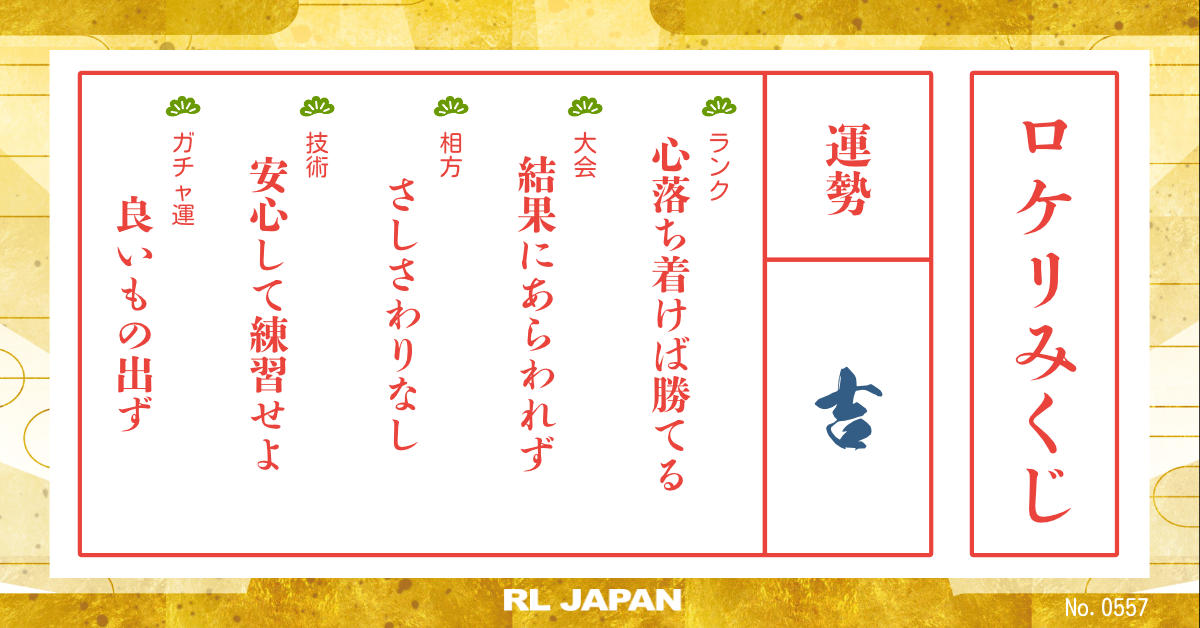 ロケリみくじ
運勢
吉
ランク
心落ち着けば勝てる
大会
結果にあらわれず
相方
さしさわりなし
技術
安心して練習せよ
ガチャ運
良いもの出ず
RL JAPAN
No. 0557